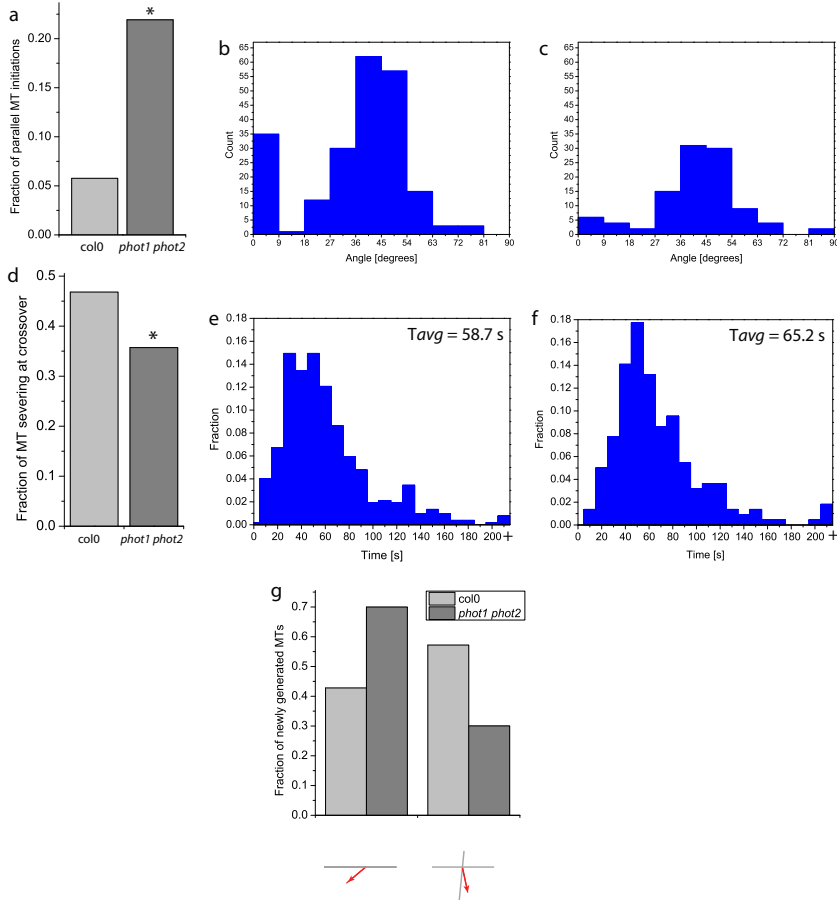 a
Fraction of parallel MT initiations
0.20
0.15
0.10
0.05
0.00
*
col0 phot1 phot2
b
Count
65
60
55
50
45
40
35
30
25
20
15
10
5
0
0 9 18 27 36 45 54 63 72 81 90
Angle [degrees]
c
Count
65
60
55
50
45
40
35
30
25
20
15
10
5
0
0 9 18 27 36 45 54 63 72 81 90
Angle [degrees]
d
Fraction of MT severing at crossover
0.5
0.4
0.3
0.2
0.1
0.0
*
col0 phot1 phot2
e
Tavg = 58.7 s
Fraction
0.18
0.16
0.14
0.12
0.10
0.08
0.06
0.04
0.02
0.00
0 20 40 60 80 100 120 140 160 180 200 +
Time [s]
f
Tavg = 65.2 s
Fraction
0.18
0.16
0.14
0.12
0.10
0.08
0.06
0.04
0.02
0.00
0 20 40 60 80 100 120 140 160 180 200 +
Time [s]
g
col0
phot1 phot2
Fraction of newly generated MTs
0.7
0.6
0.5
0.4
0.3
0.2
0.1
0.0